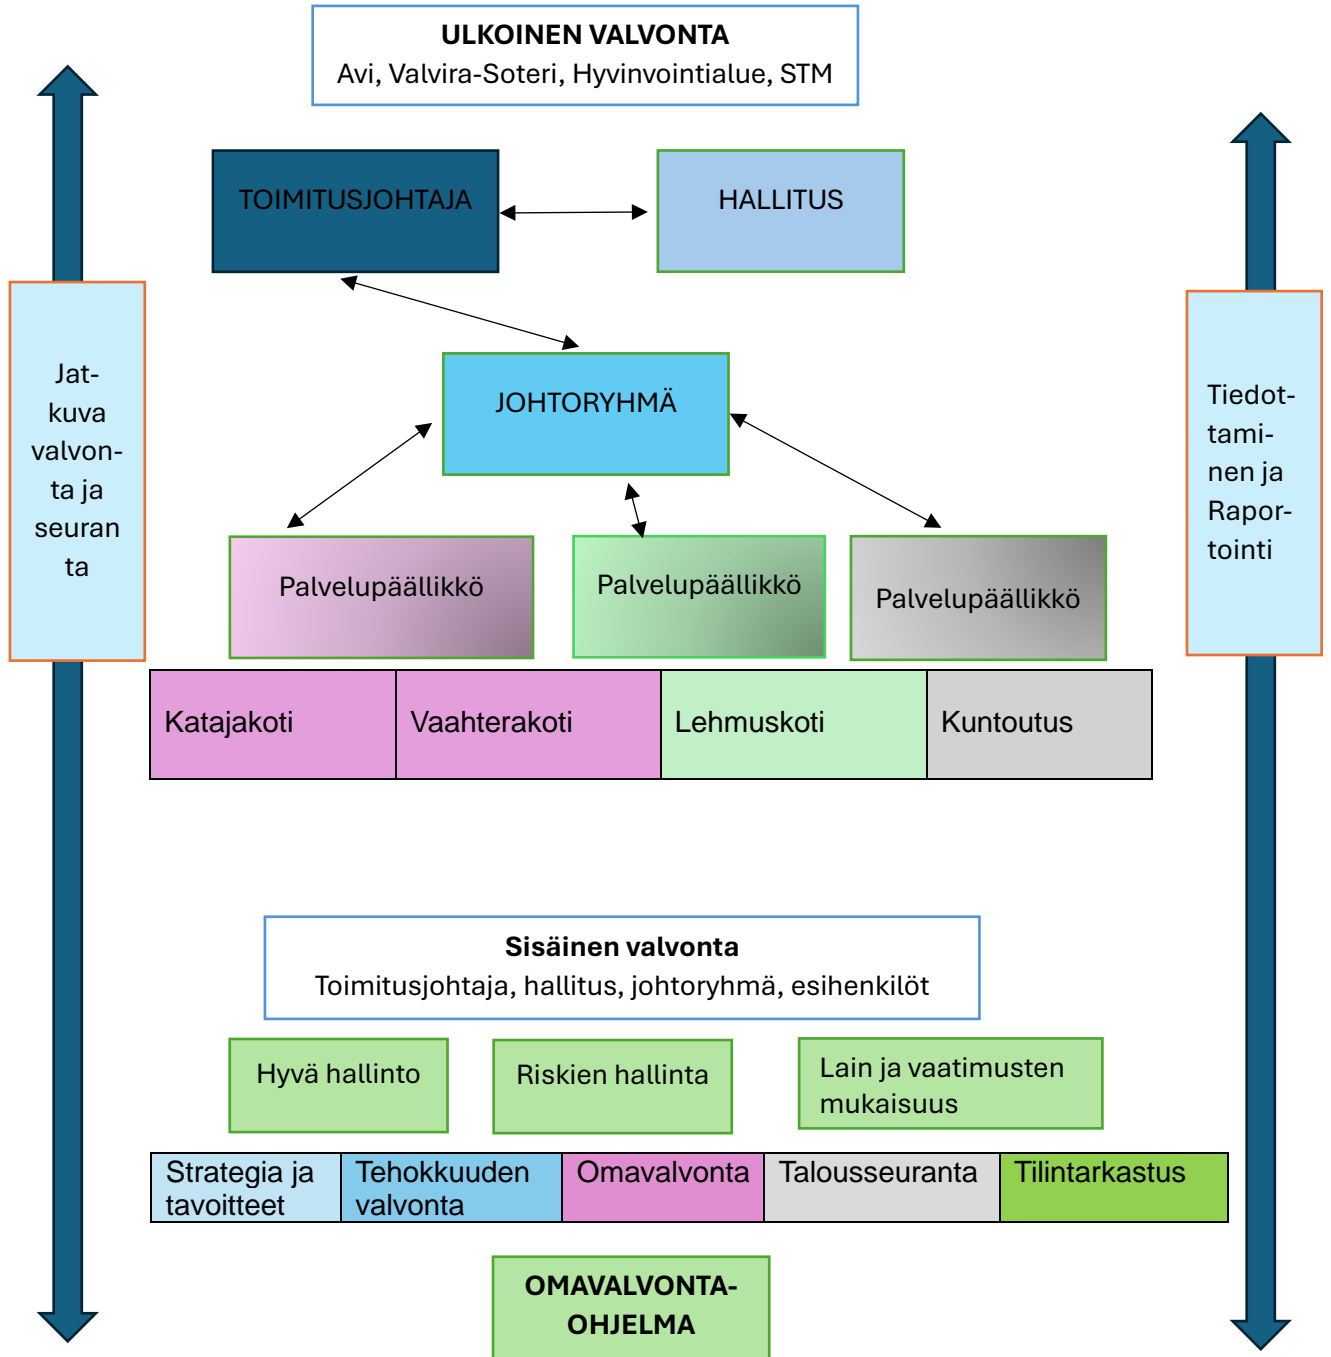 ULKOINEN VALVONTA
Avi, Valvira-Soteri, Hyvinvointialue, STM
TOIMITUSJOHTAJA
HALLITUS
JOHTORYHMÄ
Jat-
kuva
valvon-
ta ja
seuran
ta
Tiedot-
tami-
nen ja
Rapor-
tointi
Palvelupäällikkö
Palvelupäällikkö
Palvelupäällikkö
Katajakoti
Vaahterakoti
Lehmuskoti
Kuntoutus
Sisäinen valvonta
Toimitusjohtaja, hallitus, johtoryhmä, esihenkilöt
Hyvä hallinto
Riskien hallinta
Lain ja vaatimusten
mukaisuus
Strategia ja
tavoitteet
Tehokkuuden
valvonta
Omavalvonta
Talousseuranta
Tilintarkastus
OMAVALVONTA-
OHJELMA